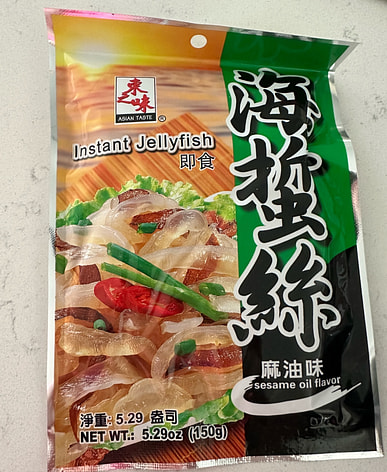 東之味
ASIAN TASTE
®
Instant Jellyfish
即食
海蜇絲
麻油味
sesame oil flavor
淨重: 5.29 盎司
NET WT.: 5.29oz (150g)